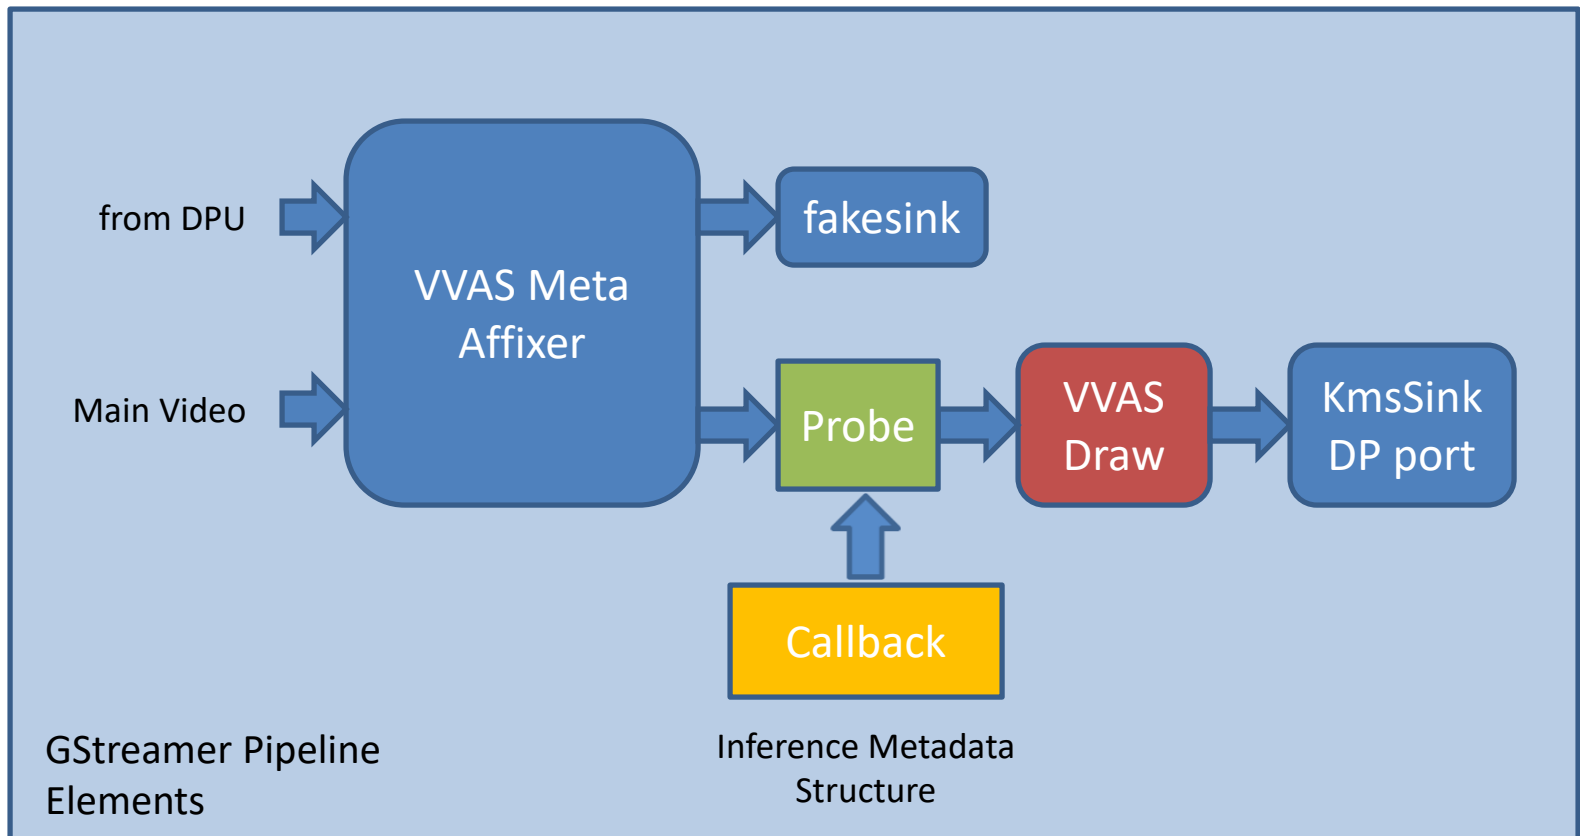 from DPU
Main Video
VVAS Meta
Affixer
fakesink
Probe
VVAS
Draw
KmsSink
DP port
Callback
Inference Metadata
Structure
GStreamer Pipeline
Elements